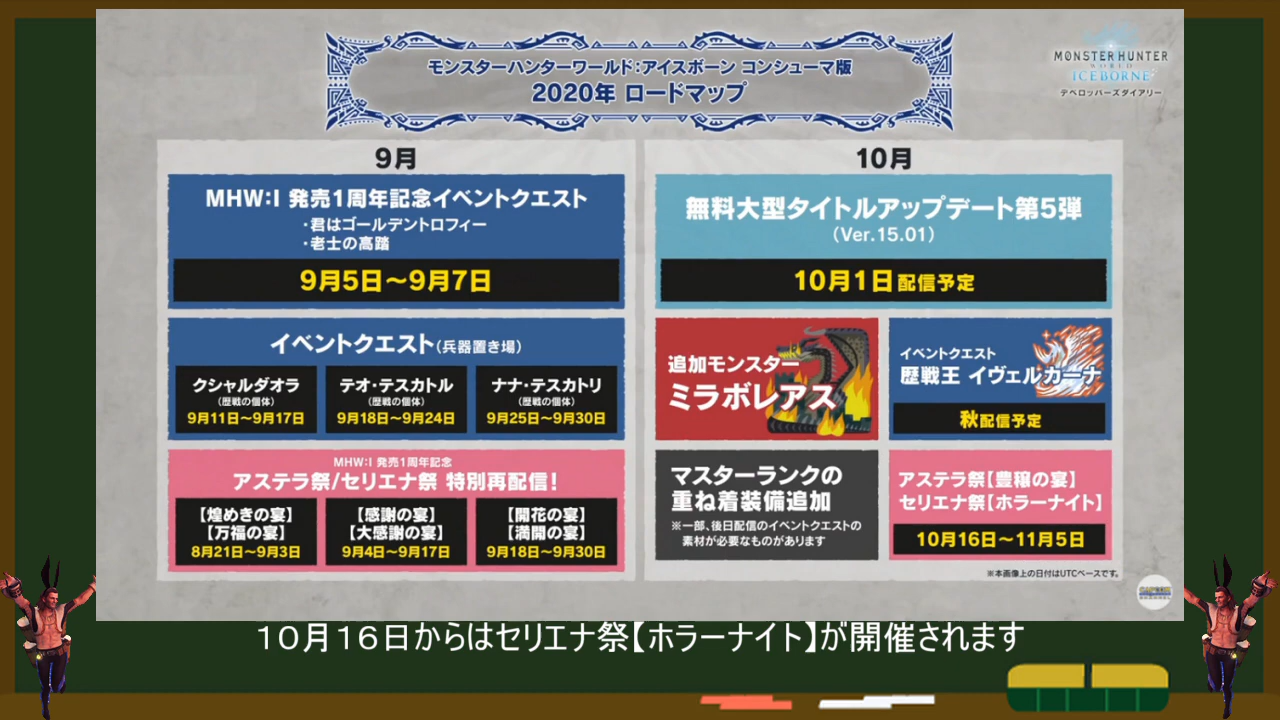 モンスターハンターワールド:アイスボーン コンシューマ版
2020年 ロードマップ
MONSTER HUNTER
WORLD
ICEBORNE
デベロッパーズダイアリー
9月
MHW:I 発売1周年記念イベントクエスト
・君はゴールデントロフィー
・老士の高踏
9月5日〜9月7日
イベントクエスト(兵器置き場)
クシャルダオラ
(歴戦の個体)
9月11日〜9月17日
テオ・テスカトル
(歴戦の個体)
9月18日〜9月24日
ナナ・テスカトリ
(歴戦の個体)
9月25日〜9月30日
MHW:I 発売1周年記念
アステラ祭/セリエナ祭 特別再配信!
【煌めきの宴】
【万福の宴】
8月21日〜9月3日
【感謝の宴】
【大感謝の宴】
9月4日〜9月17日
【開花の宴】
【満開の宴】
9月18日〜9月30日
10月
無料大型タイトルアップデート第5弾
(Ver.15.01)
10月1日配信予定
追加モンスター
ミラボレアス
イベントクエスト
歴戦王 イヴェルカーナ
秋配信予定
マスターランクの
重ね着装備追加
※一部、後日配信のイベントクエストの
素材が必要なものがあります
アステラ祭【豊穣の宴】
セリエナ祭【ホラーナイト】
10月16日〜11月5日
※本画像上の日付はUTCベースです。
CAPCOM
CHANNEL
10月16日からはセリエナ祭【ホラーナイト】が開催されます